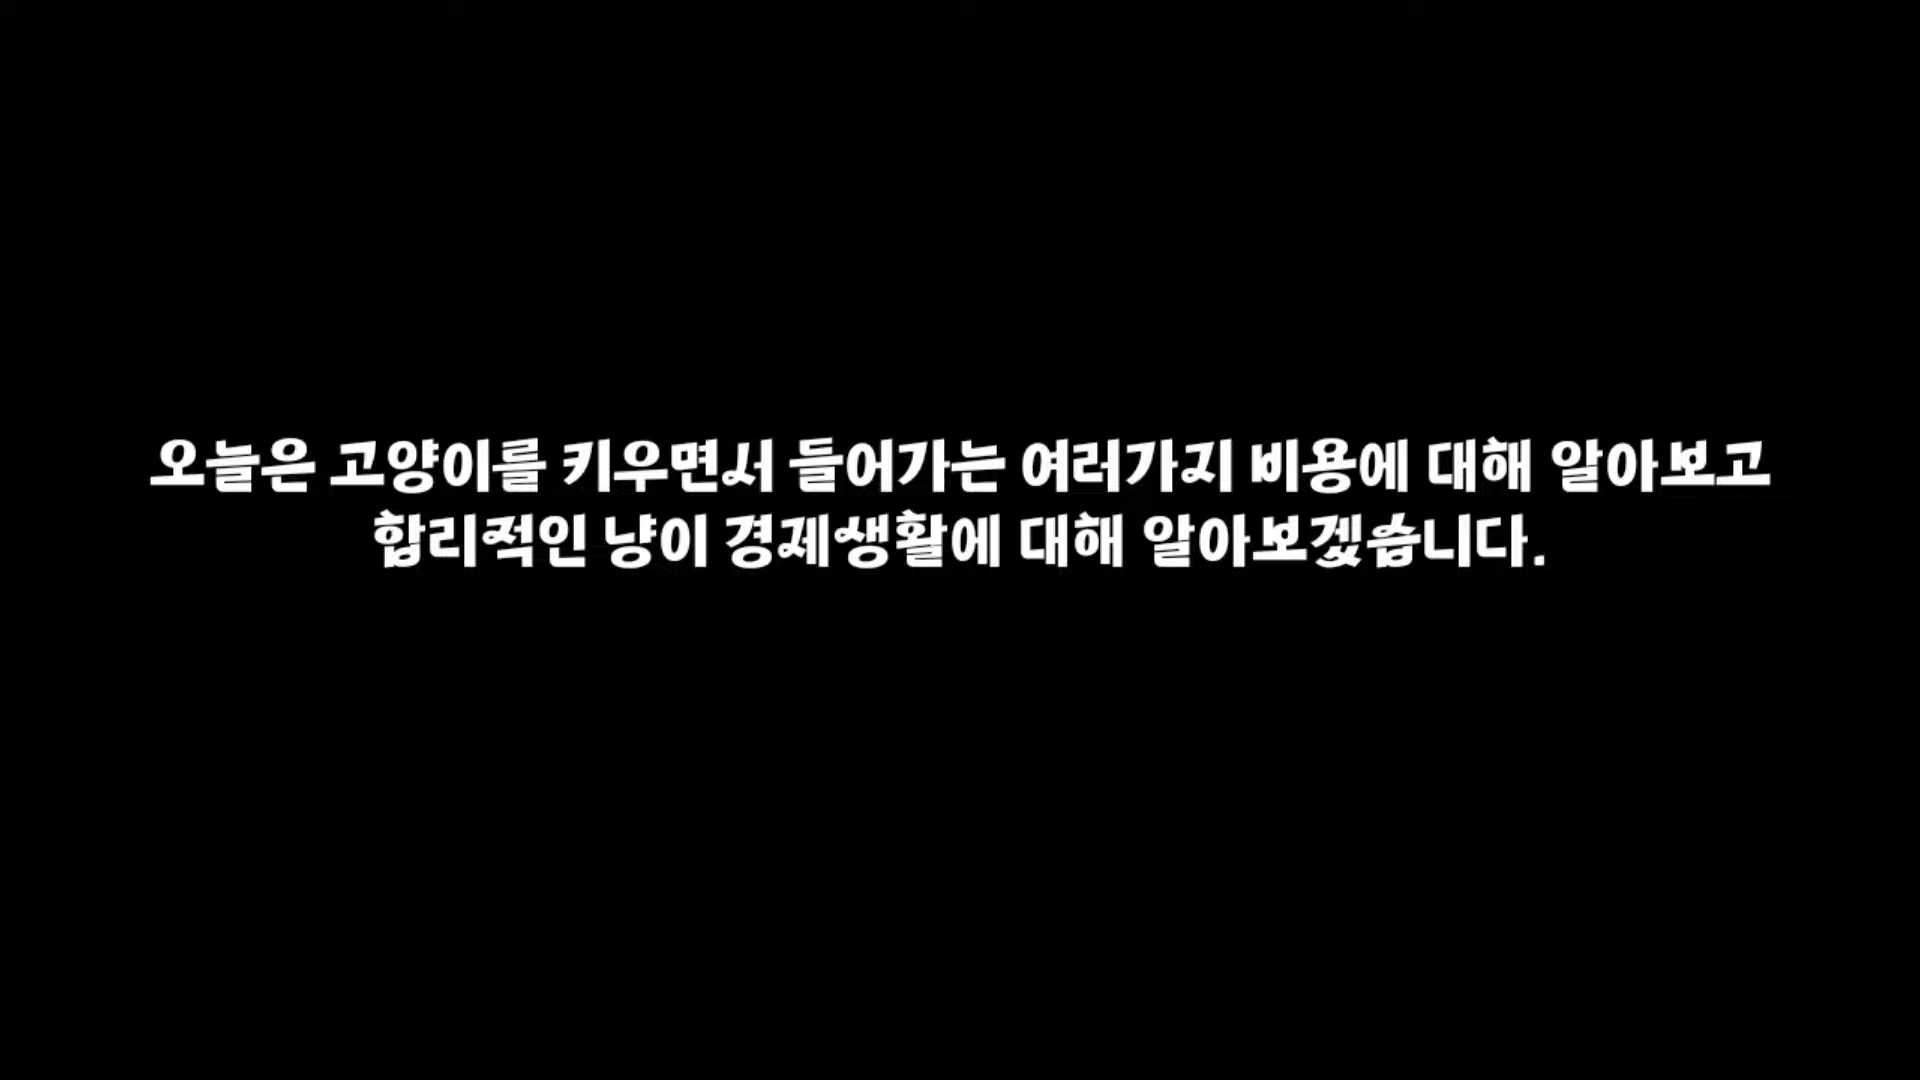 오늘은 고양이를 키우면서 들어가는 여러가지 비용에 대해 알아보고
합리적인 냥이 경제생활에 대해 알아보겠습니다.